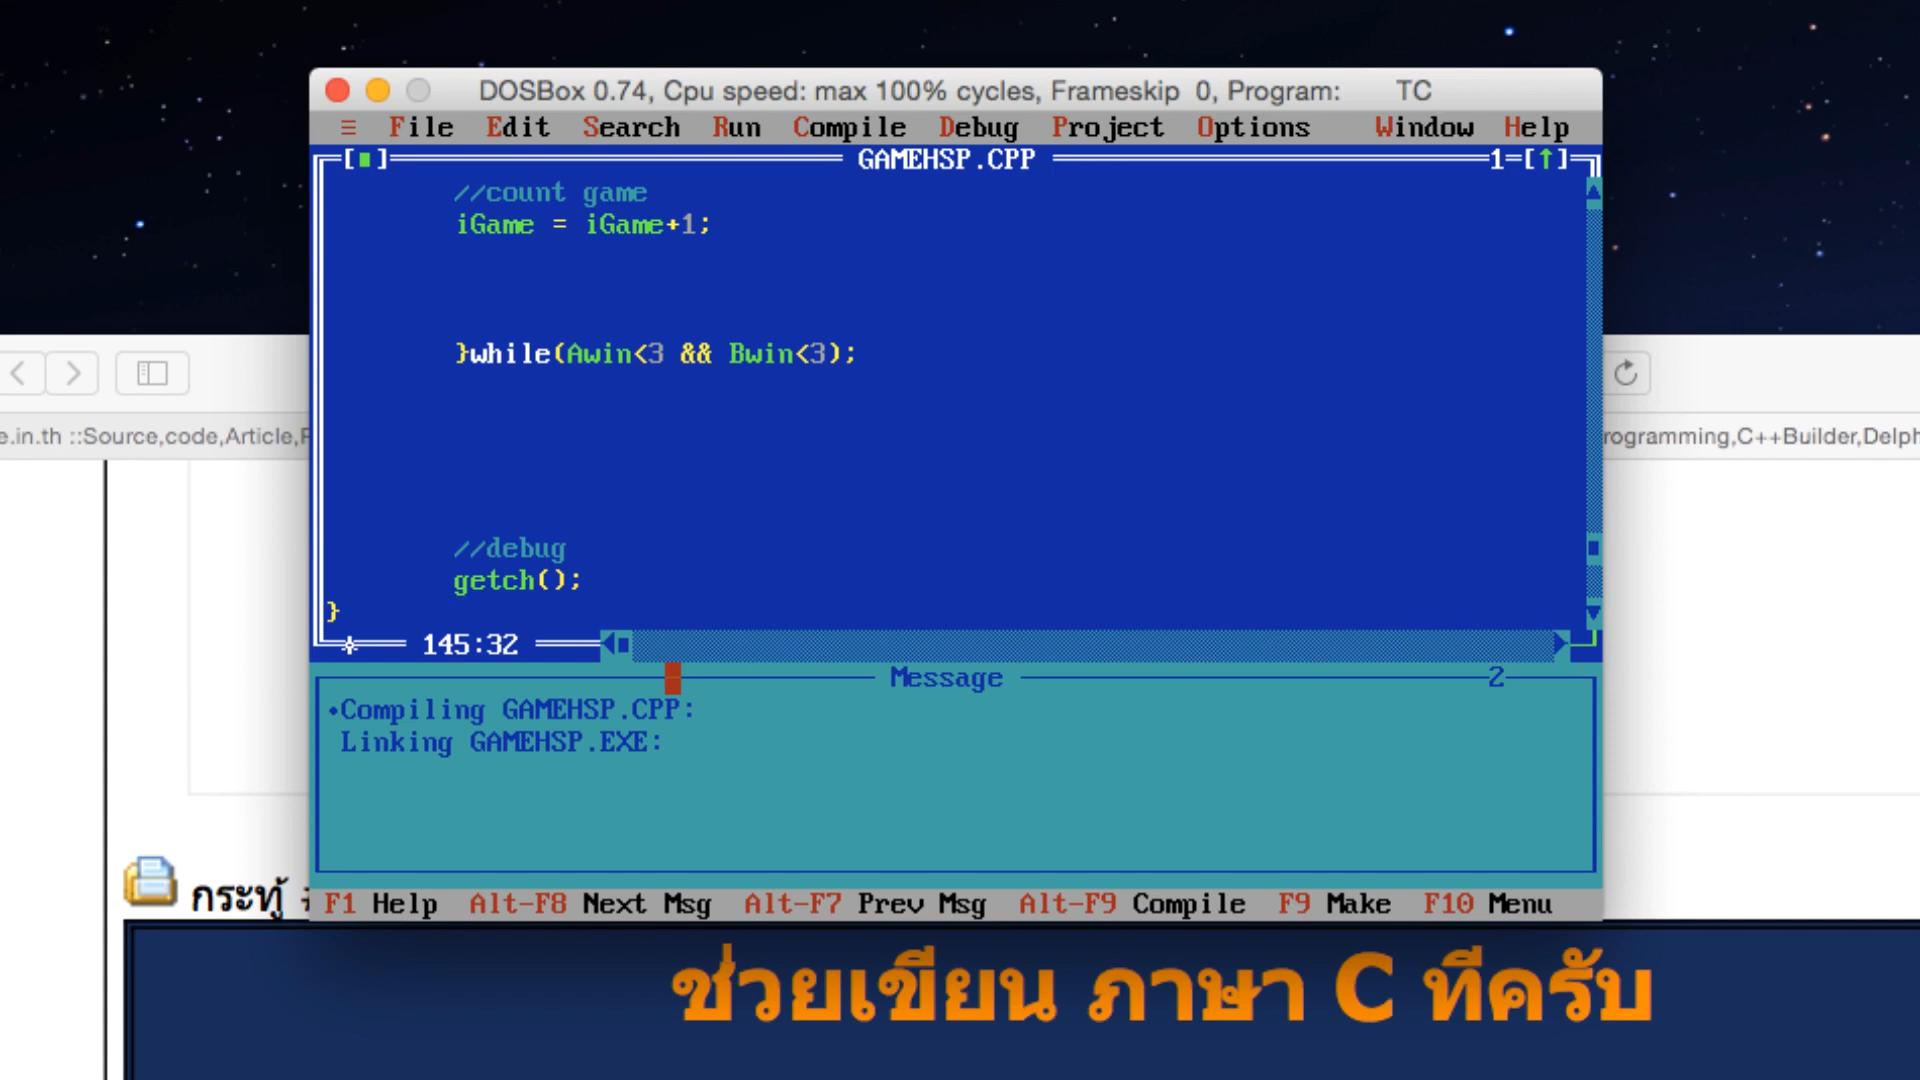 DOSBox 0.74, Cpu speed: max 100% cycles, Frameskip 0, Program: TC
≡ File Edit Search Run Compile Debug Project Options Window Help
[■] GAMEHSP.CPP 1=[↑]
//count game
iGame = iGame+1;
}while(Awin<3 && Bwin<3);
//debug
getch();
}
145:32
Message 2
•Compiling GAMEHSP.CPP:
Linking GAMEHSP.EXE:
F1 Help Alt-F8 Next Msg Alt-F7 Prev Msg Alt-F9 Compile F9 Make F10 Menu
e.in.th ::Source,code,Article,
rogramming,C++Builder,Delph
กระทู้
ช่วยเขียน ภาษา C ทีครับ